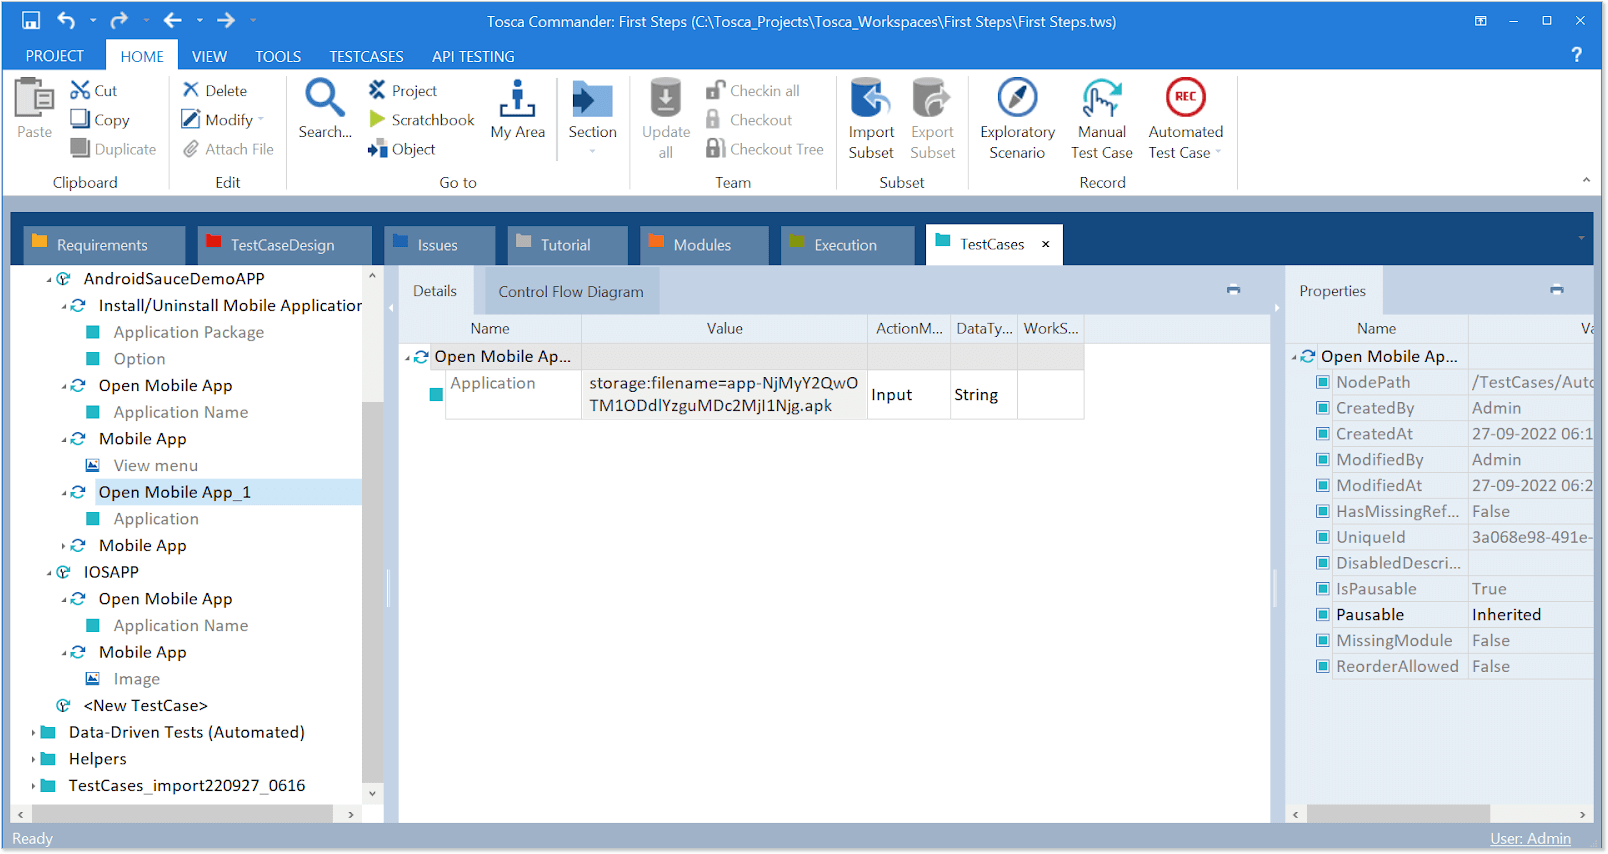 Tosca Commander: First Steps (C:\Tosca_Projects\Tosca_Workspaces\First Steps\First Steps.tws)
PROJECT HOME VIEW TOOLS TESTCASES API TESTING ?
Paste
Cut
Copy
Duplicate
Clipboard
Delete
Modify
Attach File
Edit
Search...
Project
Scratchbook
Object
My Area
Go to
Section
Update
all
Checkin all
Checkout
Checkout Tree
Team
Import
Subset
Export
Subset
Subset
Exploratory
Scenario
Manual
Test Case
REC
Automated
Test Case
Record
Requirements TestCaseDesign Issues Tutorial Modules Execution TestCases ×
AndroidSauceDemoAPP
Install/Uninstall Mobile Application
Application Package
Option
Open Mobile App
Application Name
Mobile App
View menu
Open Mobile App_1
Application
Mobile App
IOSAPP
Open Mobile App
Application Name
Mobile App
Image
<New TestCase>
Data-Driven Tests (Automated)
Helpers
TestCases_import220927_0616
Details Control Flow Diagram
Name Value ActionM... DataTy... WorkS...
Open Mobile Ap...
Application storage:filename=app-NjMyY2QwO
TM1ODdlYzguMDc2MjI1Njg.apk Input String
Properties
Name Va
Open Mobile Ap...
NodePath /TestCases/Auto
CreatedBy Admin
CreatedAt 27-09-2022 06:1
ModifiedBy Admin
ModifiedAt 27-09-2022 06:2
HasMissingRef... False
UniqueId 3a068e98-491e-
DisabledDescri...
IsPausable True
Pausable Inherited
MissingModule False
ReorderAllowed False
Ready User: Admin